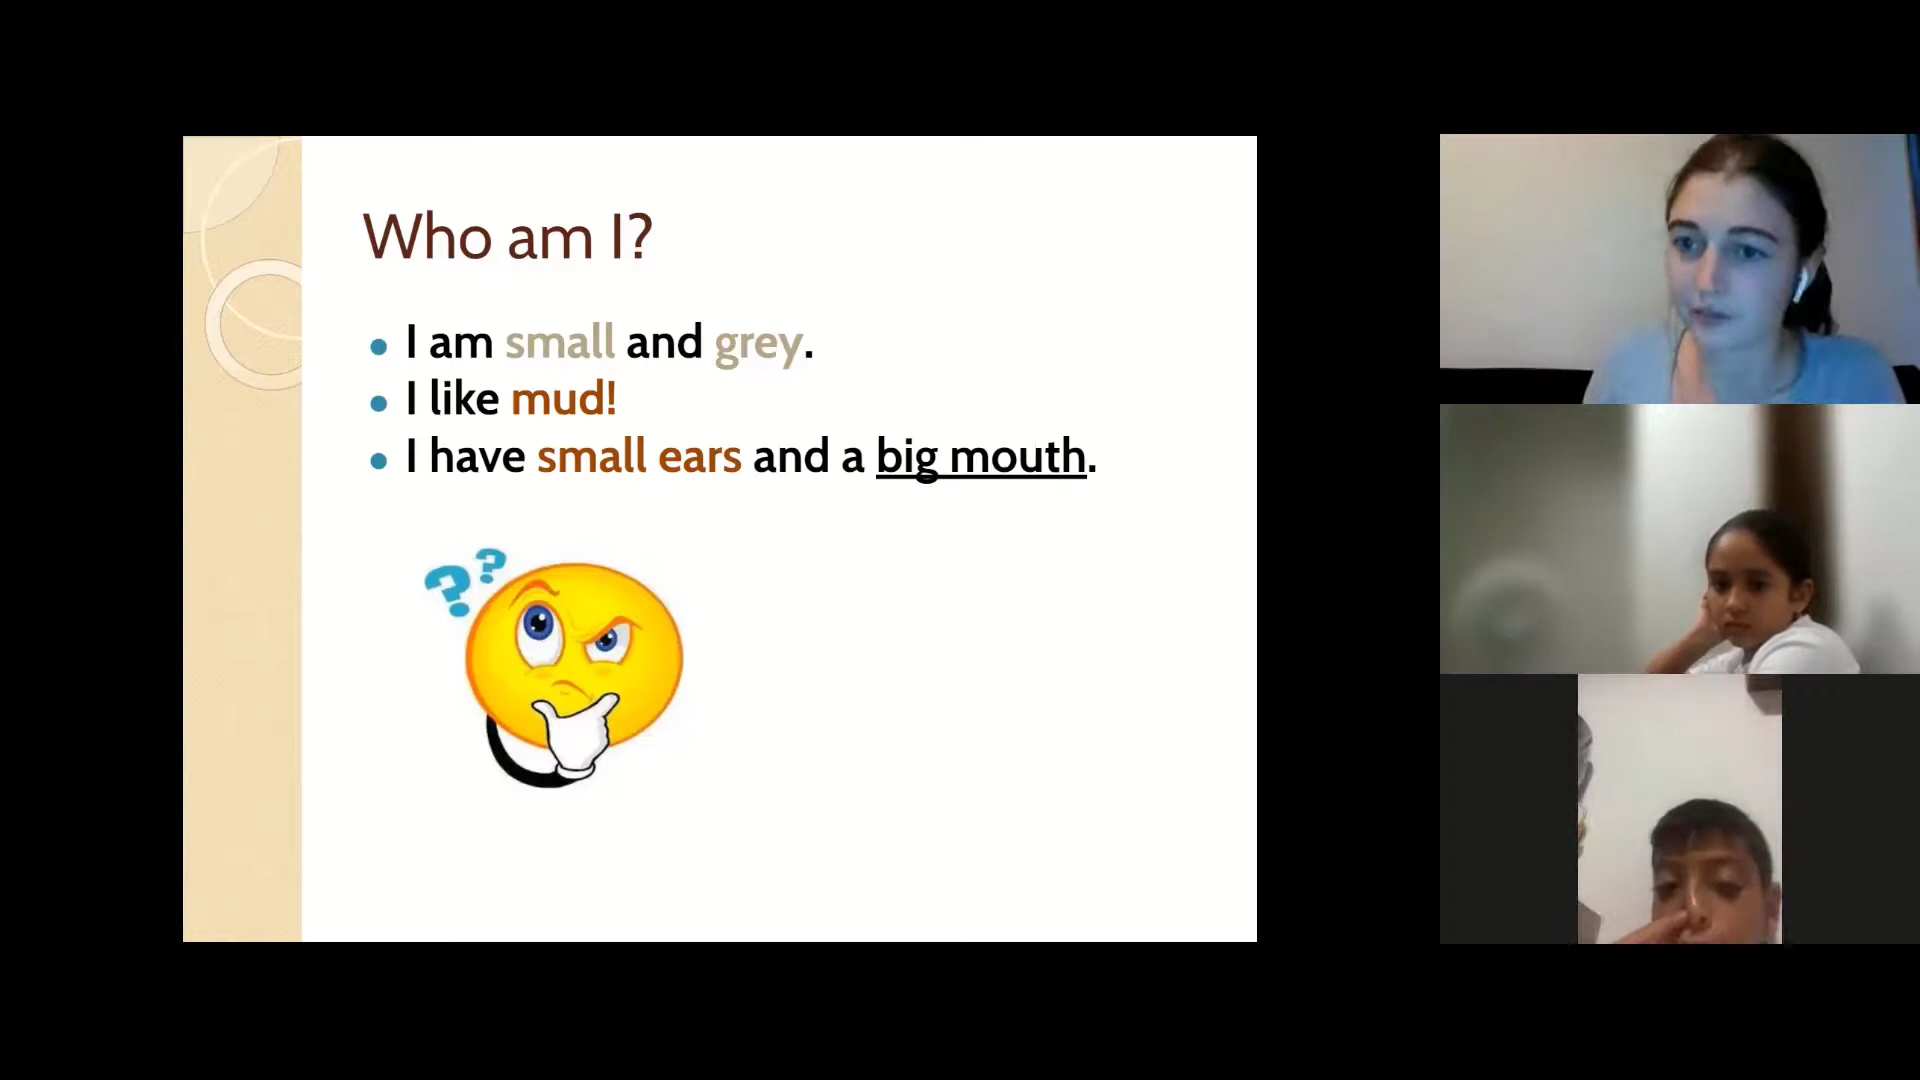 Who am I?
I am small and grey.
I like mud!
I have small ears and a big mouth.
??